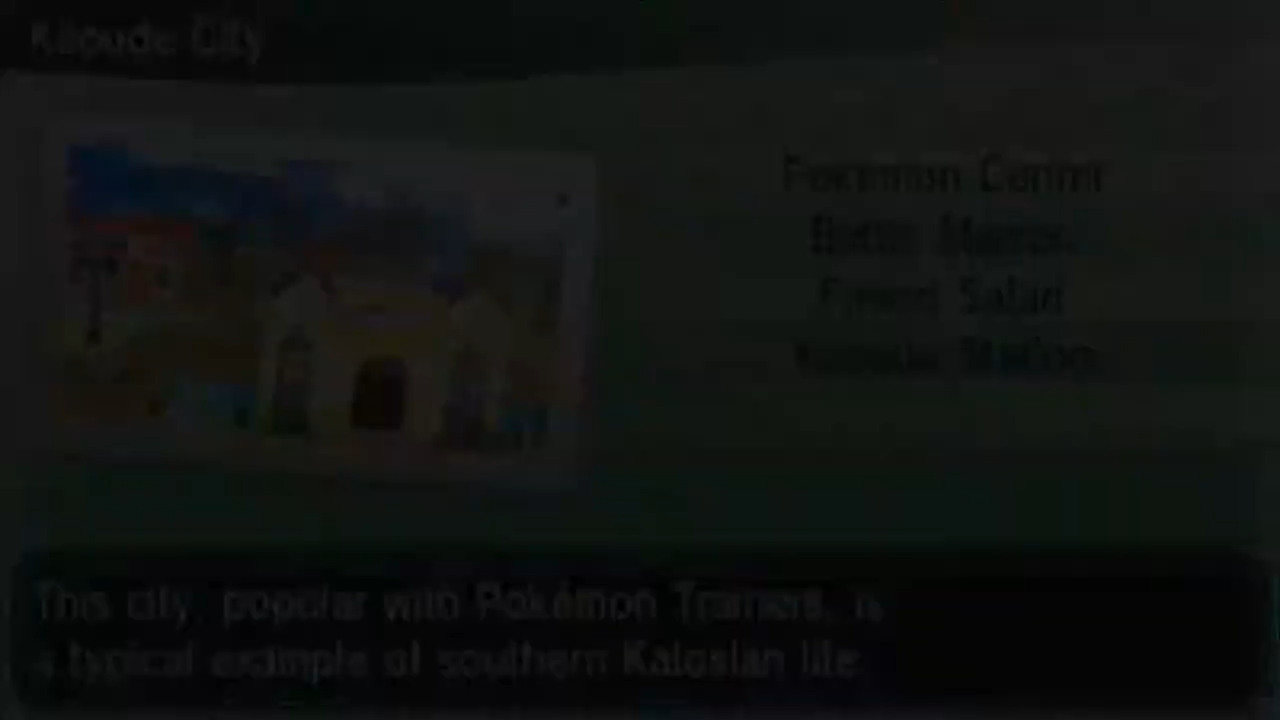 Kiloude City
Pokémon Center
Battle Maison
Friend Safari
Kiloude Station
This city, popular with Pokémon Trainers, is
a typical example of southern Kalosian life.